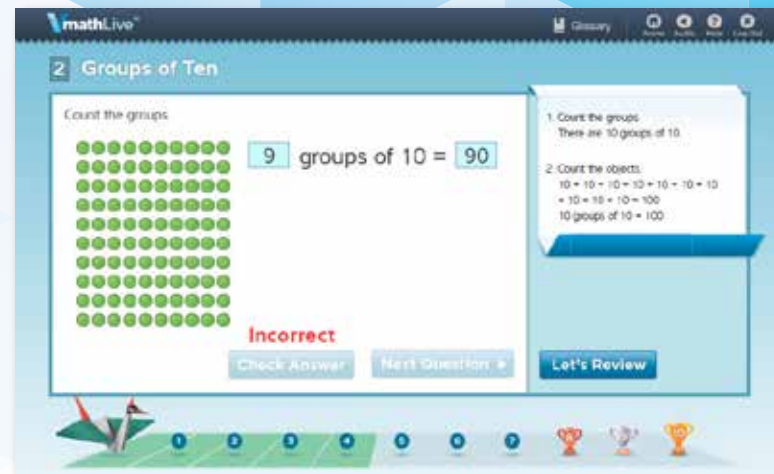 VmathLive™
Glossary
2 Groups of Ten
Count the groups.
9 groups of 10 = 90
Incorrect
Check Answer
Next Question
1. Count the groups.
There are 10 groups of 10.
2. Count the objects.
10 + 10 + 10 + 10 + 10 + 10 + 10
+ 10 + 10 + 10 = 100
10 groups of 10 = 100
Let's Review
1 2 3 4 5 6 7